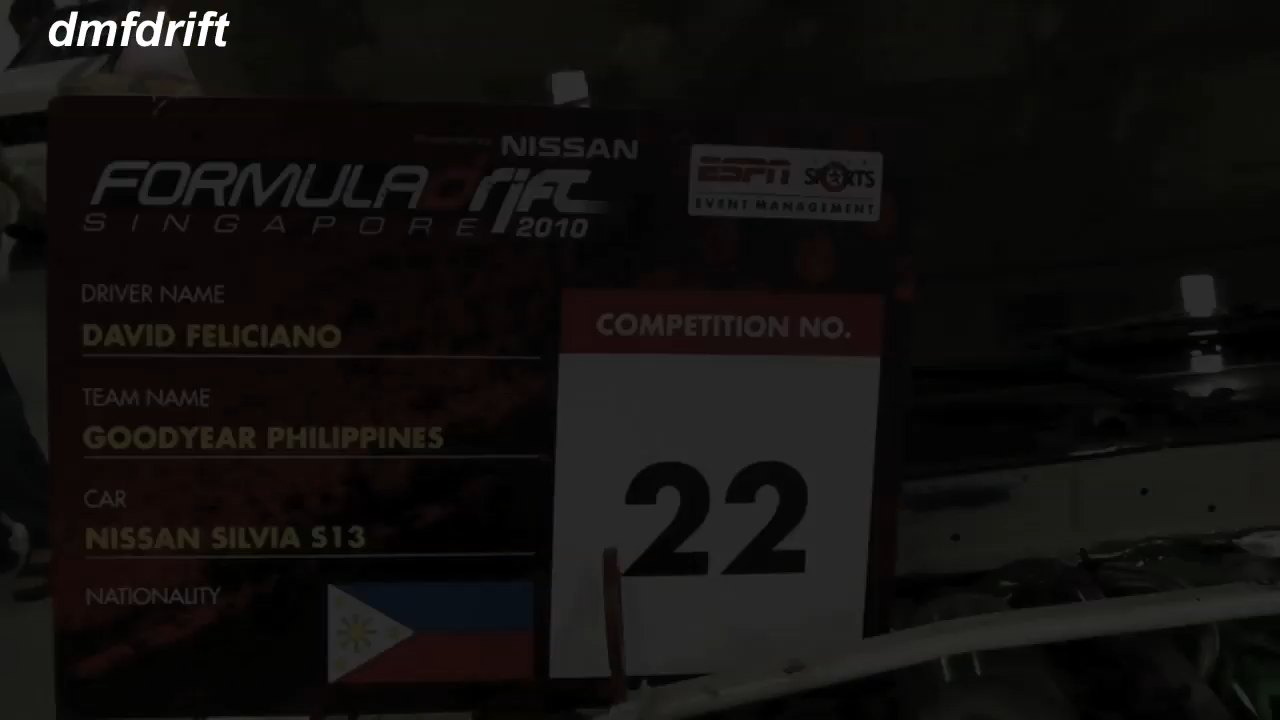 dmfdrift
NISSAN
FORMULA Drift
SINGAPORE 2010
ESPN STAR SPORTS
EVENT MANAGEMENT
DRIVER NAME
DAVID FELICIANO
COMPETITION NO.
TEAM NAME
GOODYEAR PHILIPPINES
22
CAR
NISSAN SILVIA S13
NATIONALITY